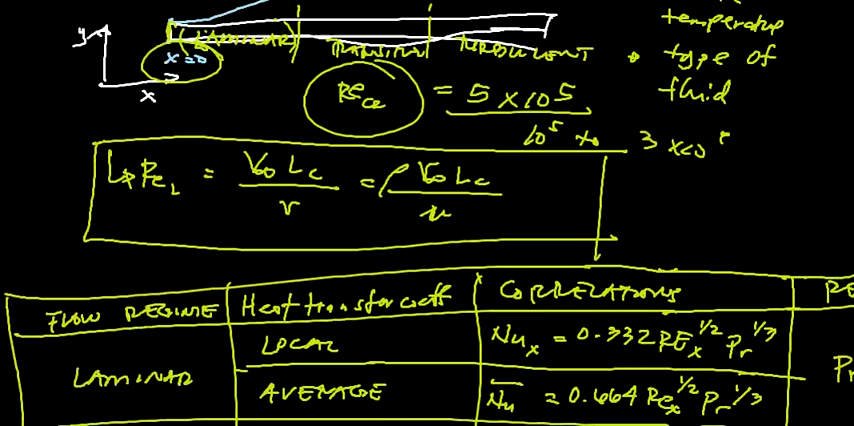 temperature
y
(LAMINAR) TRANSITION TURBULENT • type of
x=0
x
fluid
Re_cr = 5 x 10^5
10^5 to 3 x 10^6
↳ Re_L = V∞ Lc / ν = ρ V∞ Lc / μ
FLOW REGIME Heat transfer coeff CORRELATIONS
LAMINAR
LOCAL Nu_x = 0.332 RE_x^1/2 Pr^1/3
AVERAGE N̅u̅ = 0.664 Re_x^1/2 Pr^1/3